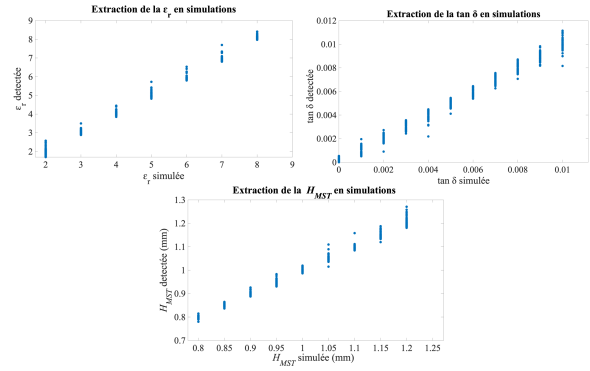 Extraction de la ε_r en simulations
9
8
7
6
5
4
3
2
ε_r detectée
2 3 4 5 6 7 8 9
ε_r simulée
Extraction de la tan δ en simulations
0.012
0.01
0.008
0.006
0.004
0.002
0
tan δ détectée
0 0.002 0.004 0.006 0.008 0.01
tan δ simulée
Extraction de la H_MST en simulations
1.3
1.2
1.1
1
0.9
0.8
0.7
H_MST détectée (mm)
0.8 0.85 0.9 0.95 1 1.05 1.1 1.15 1.2 1.25
H_MST simulée (mm)